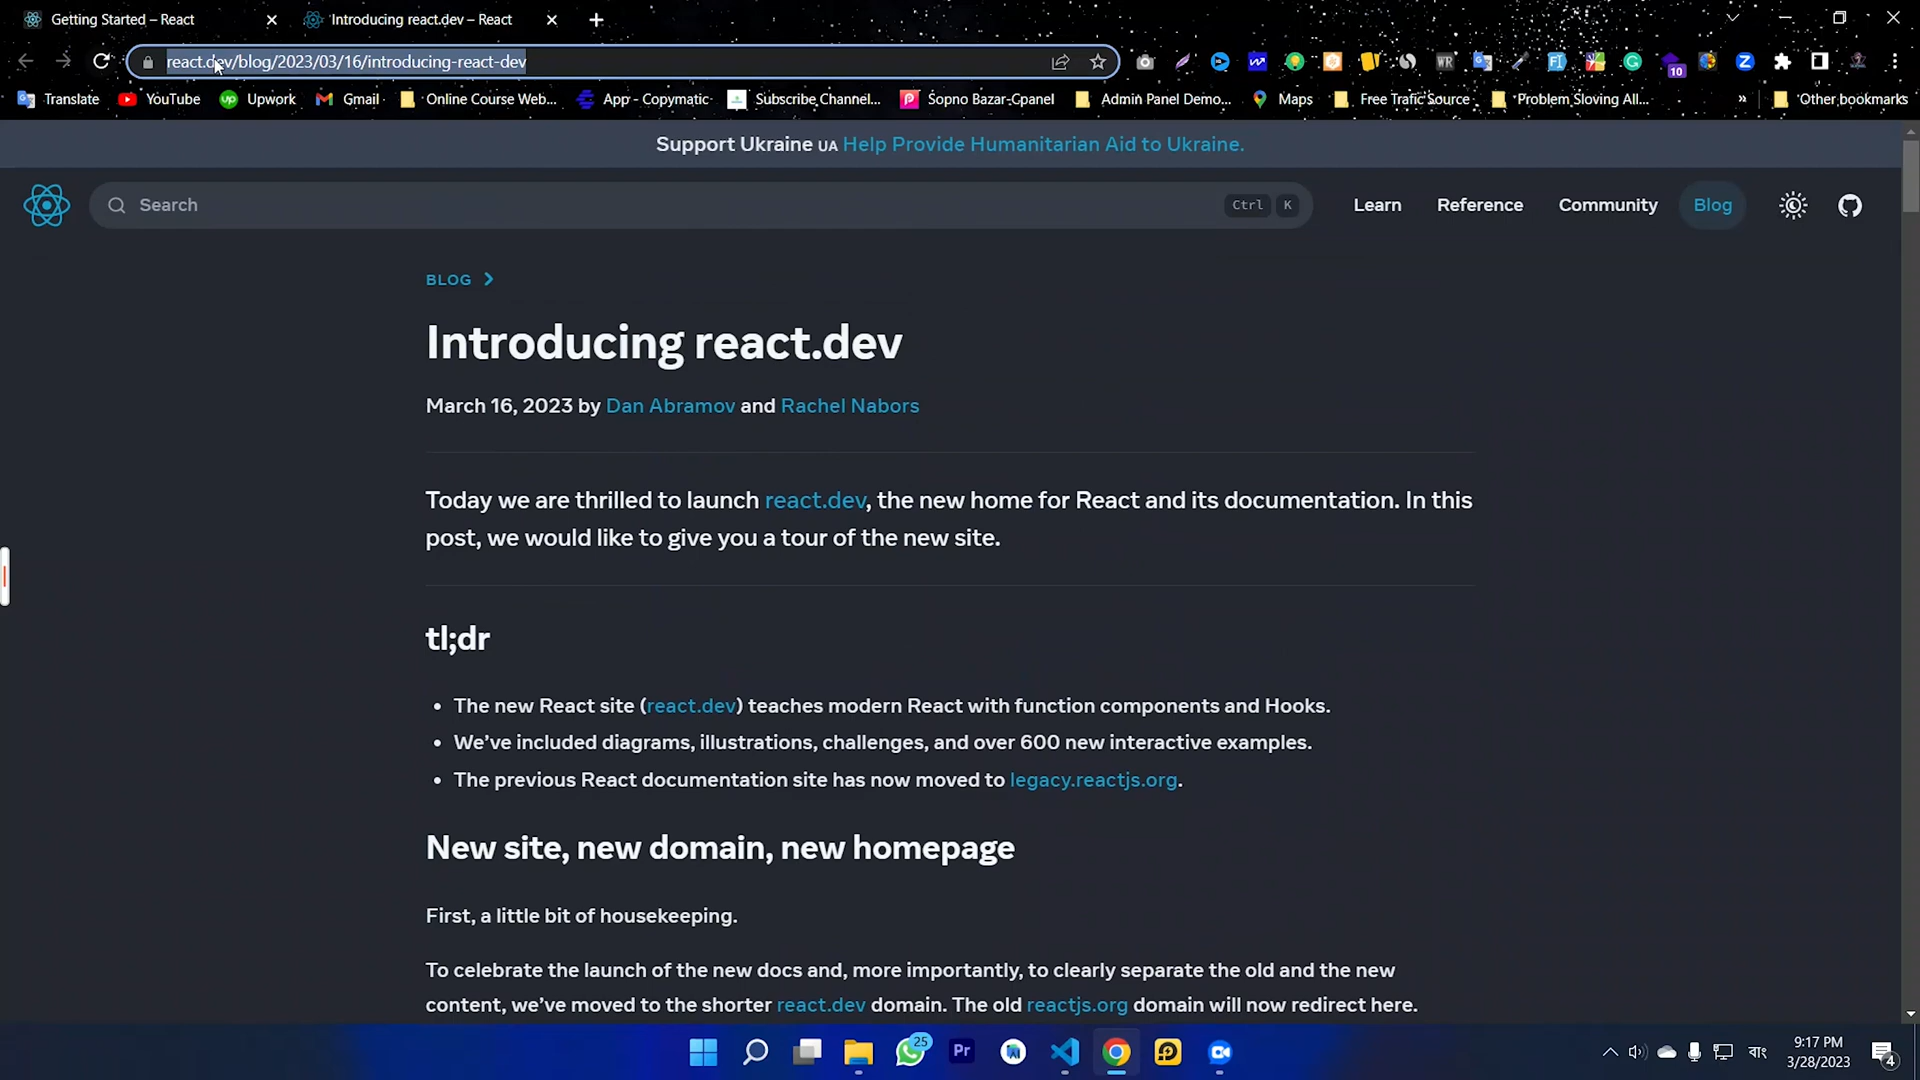 Getting Started – React
Introducing react.dev – React
react.dev/blog/2023/03/16/introducing-react-dev
WR
10
Translate
YouTube
up Upwork
Gmail
Online Course Web...
App - Copymatic
Subscribe Channel...
Sopno Bazar-Cpanel
Admin Panel Demo...
Maps
Free Trafic Source
Problem Sloving All...
»
Other bookmarks
Support Ukraine UA Help Provide Humanitarian Aid to Ukraine.
Search
Ctrl K
Learn
Reference
Community
Blog
BLOG
Introducing react.dev
March 16, 2023 by Dan Abramov and Rachel Nabors
Today we are thrilled to launch react.dev, the new home for React and its documentation. In this
post, we would like to give you a tour of the new site.
tl;dr
• The new React site (react.dev) teaches modern React with function components and Hooks.
• We’ve included diagrams, illustrations, challenges, and over 600 new interactive examples.
• The previous React documentation site has now moved to legacy.reactjs.org.
New site, new domain, new homepage
First, a little bit of housekeeping.
To celebrate the launch of the new docs and, more importantly, to clearly separate the old and the new
content, we’ve moved to the shorter react.dev domain. The old reactjs.org domain will now redirect here.
25
Pr
বাং
9:17 PM
3/28/2023
4